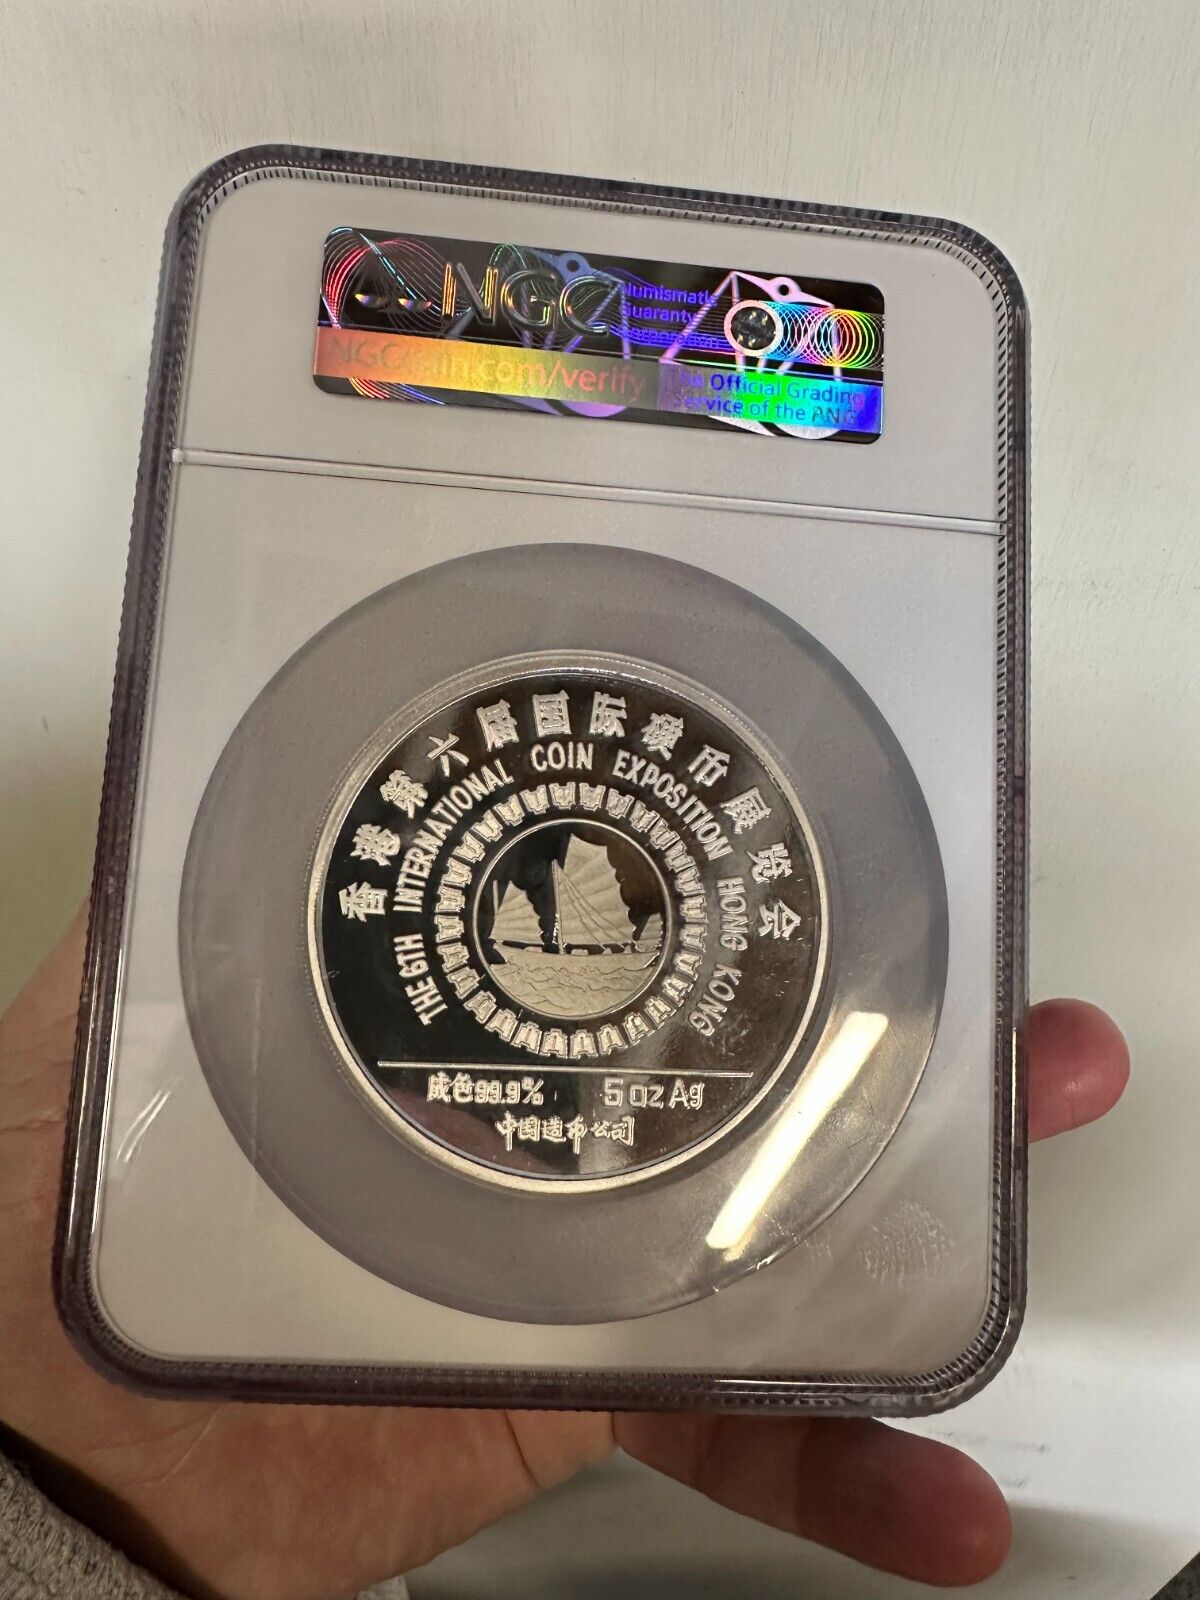 NGC
Numismatic
Guaranty
Corporation
NGCcoin.com/verify
The Official Grading
Service of the PNG
香港第六届国际硬币展览会
THE 6TH INTERNATIONAL COIN EXPOSITION HONG KONG
成色99.9% 5 oz Ag
中国造币公司